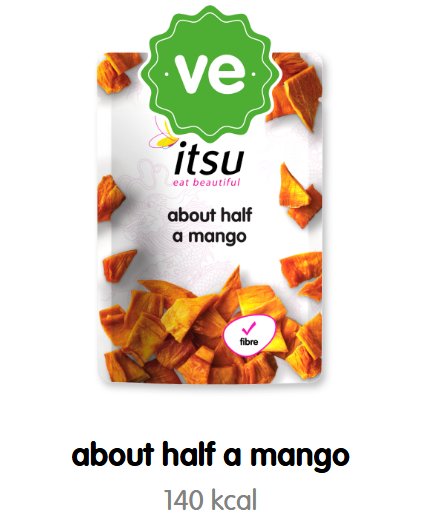 ve
itsu
eat beautiful
about half
a mango
fibre
about half a mango
140 kcal